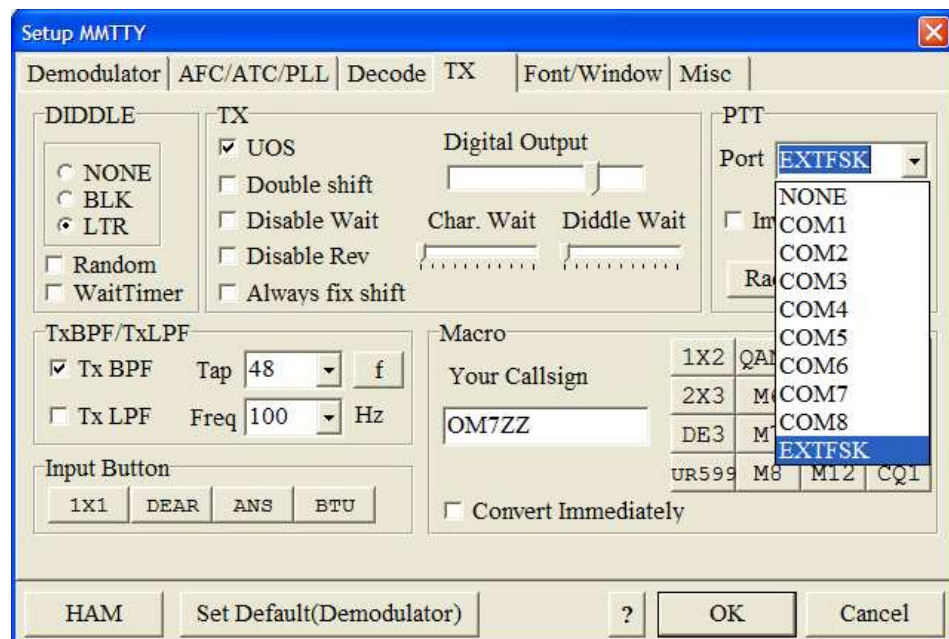 Setup MMTTY
Demodulator AFC/ATC/PLL Decode TX Font/Window Misc
DIDDLE
NONE
BLK
LTR
Random
WaitTimer
TX
UOS
Double shift
Disable Wait
Disable Rev
Always fix shift
Digital Output
Char. Wait Diddle Wait
PTT
Port EXTFSK
NONE
COM1
COM2
COM3
COM4
COM5
COM6
COM7
COM8
EXTFSK
TxBPF/TxLPF
Tx BPF Tap 48 f
Tx LPF Freq 100 Hz
Input Button
1X1 DEAR ANS BTU
Macro
Your Callsign
OM7ZZ
Convert Immediately
1X2
2X3
DE3
UR599 M8 M12 CQ1
HAM Set Default(Demodulator) ? OK Cancel